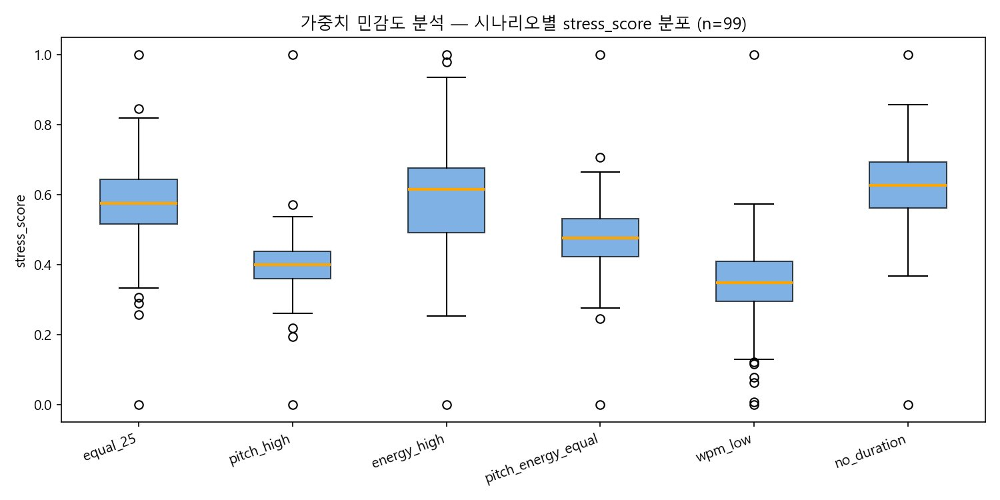 가중치 민감도 분석 — 시나리오별 stress_score 분포 (n=99)
stress_score
1.0
0.8
0.6
0.4
0.2
0.0
equal_25
pitch_high
energy_high
pitch_energy_equal
wpm_low
no_duration